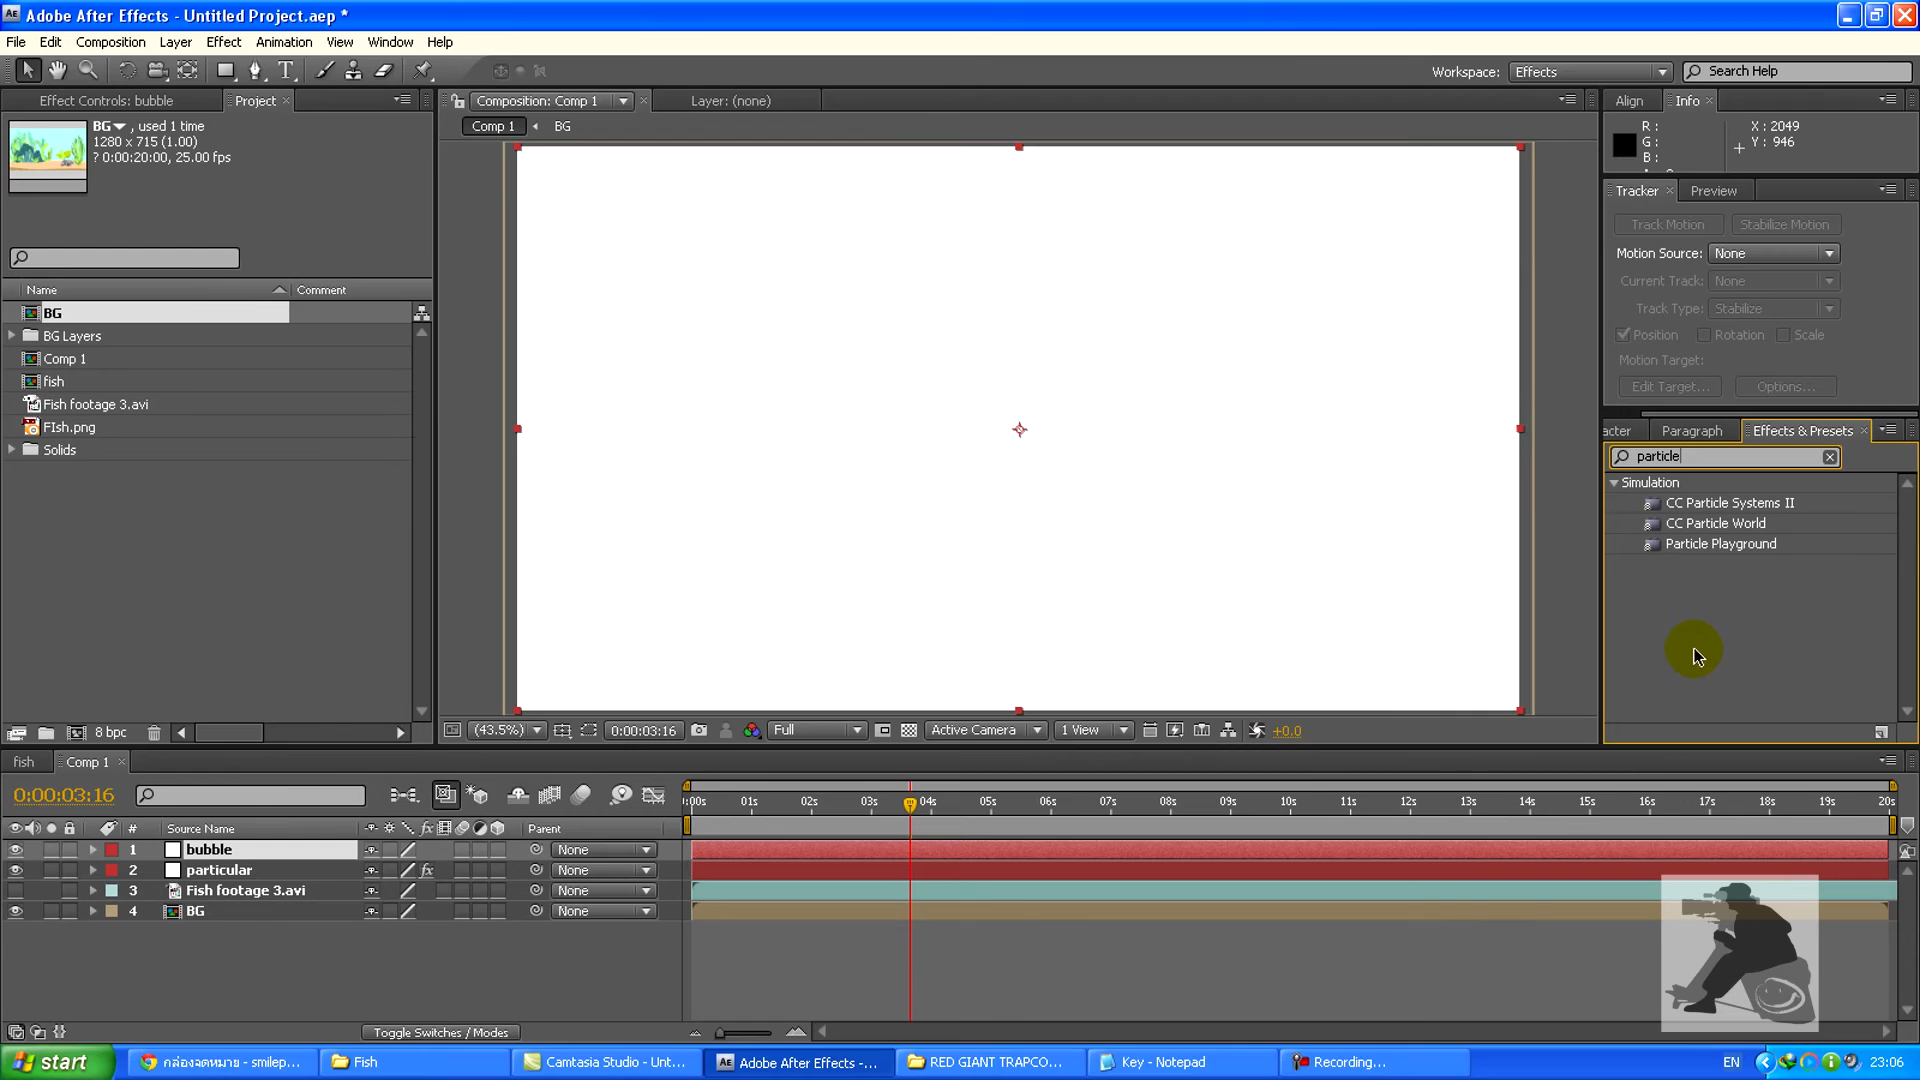 Adobe After Effects - Untitled Project.aep *
File Edit Composition Layer Effect Animation View Window Help
Workspace: Effects Search Help
Effect Controls: bubble Project
Composition: Comp 1 Layer: (none)
Align Info
BG , used 1 time
1280 x 715 (1.00)
? 0:00:20:00, 25.00 fps
Comp 1 BG
R : X : 2049
G : Y : 946
B :
Tracker Preview
Track Motion Stabilize Motion
Motion Source: None
Current Track: None
Track Type: Stabilize
Position Rotation Scale
Motion Target:
Edit Target... Options...
Name Comment
BG
BG Layers
Comp 1
fish
Fish footage 3.avi
FIsh.png
Solids
acter Paragraph Effects & Presets
particle
Simulation
CC Particle Systems II
CC Particle World
Particle Playground
8 bpc
(43.5%) 0:00:03:16 Full Active Camera 1 View +0.0
fish Comp 1
0:00:03:16
:00s 01s 02s 03s 04s 05s 06s 07s 08s 09s 10s 11s 12s 13s 14s 15s 16s 17s 18s 19s 20s
# Source Name fx Parent
1 bubble None
2 particular fx None
3 Fish footage 3.avi None
4 BG None
Toggle Switches / Modes
start กล่องจดหมาย - smilep... Fish Camtasia Studio - Unt... Adobe After Effects -... RED GIANT TRAPCO... Key - Notepad Recording... EN 23:06